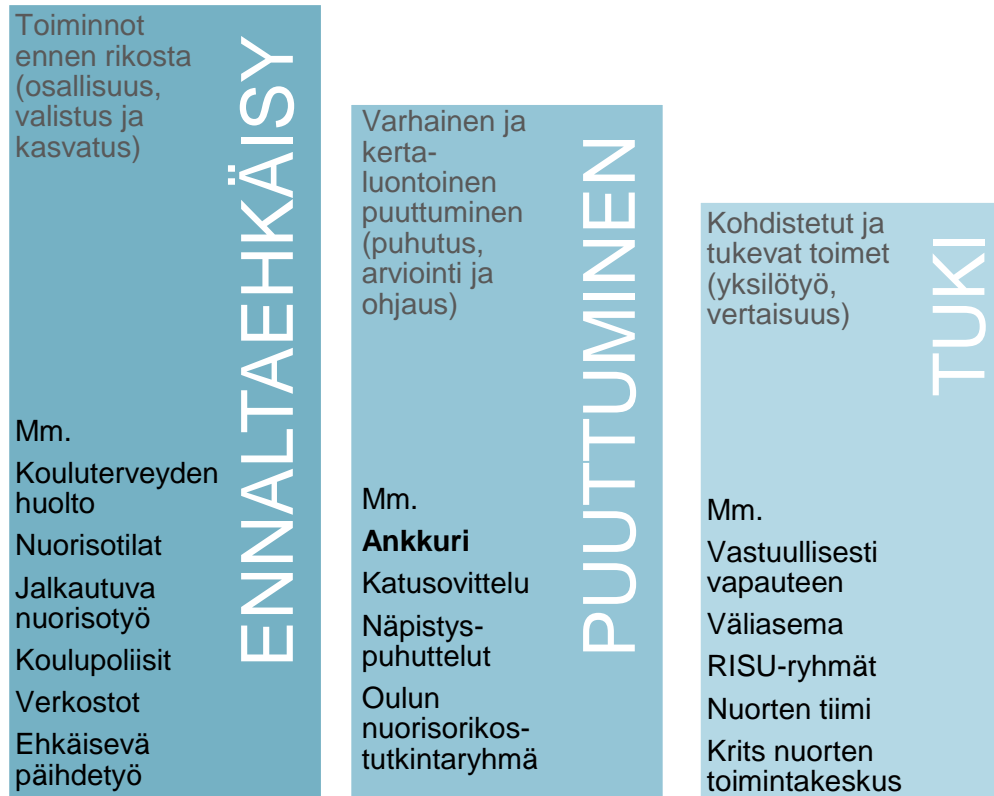 Toiminnot
ennen rikosta
(osallisuus,
valistus ja
kasvatus)
ENNALTAEHKÄISY
Mm.
Kouluterveyden
huolto
Nuorisotilat
Jalkautuva
nuorisotyö
Koulupoliisit
Verkostot
Ehkäisevä
päihdetyö
Varhainen ja
kerta-
luontoinen
puuttuminen
(puhutus,
arviointi ja
ohjaus)
PUUTTUMINEN
Mm.
Ankkuri
Katusovittelu
Näpistys-
puhuttelut
Oulun
nuorisorikos-
tutkintaryhmä
Kohdistetut ja
tukevat toimet
(yksilötyö,
vertaisuus)
TUKI
Mm.
Vastuullisesti
vapauteen
Väliasema
RISU-ryhmät
Nuorten tiimi
Krits nuorten
toimintakeskus